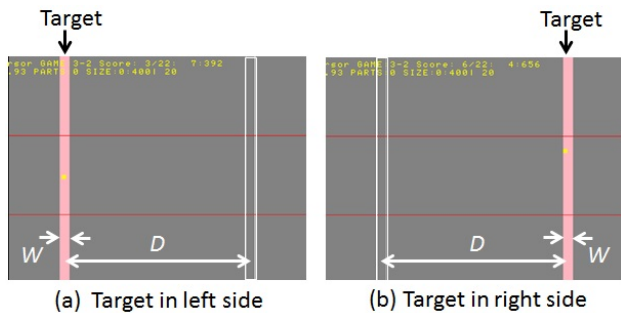 Target
Target
rsor GAME 3-2 Score: 3/22: 7:392
.93 PARTS 0 SIZE:0:400| 20
rsor GAME 3-2 Score: 6/22: 4:656
.93 PARTS 0 SIZE:0:400| 20
W
D
D
W
(a) Target in left side
(b) Target in right side